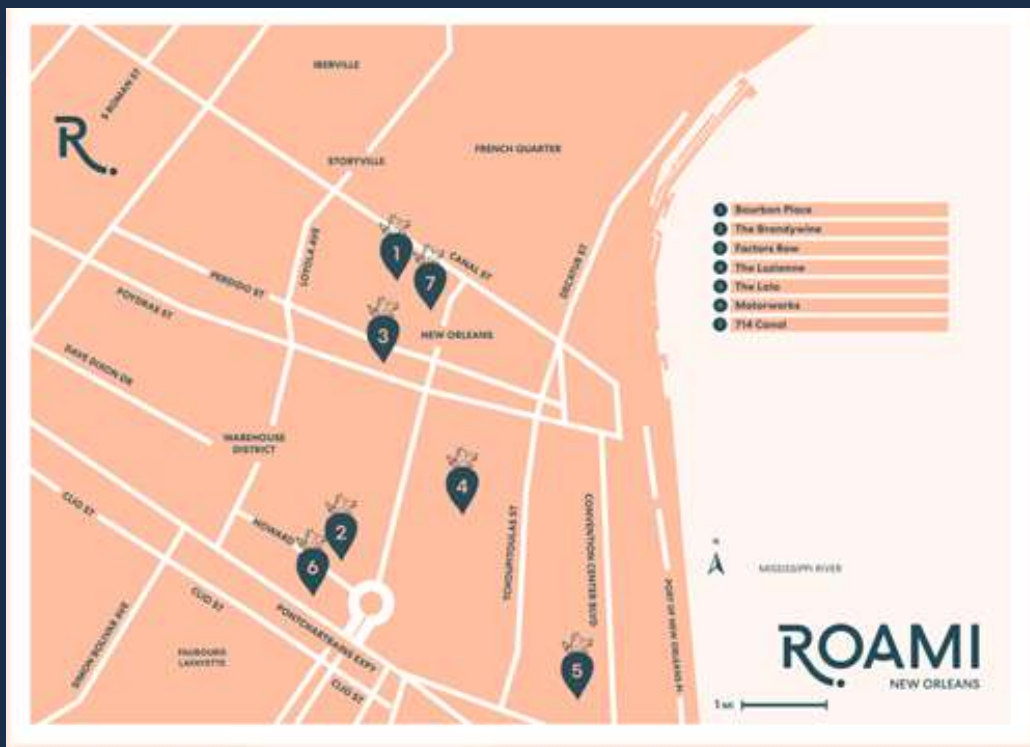 IBERVILLE
S ROMAN ST
R.
FRENCH QUARTER
STORYVILLE
1
Bourbon Place
2
The Brandywine
3
Factors Row
4
The Luzianne
5
The Lola
6
Motorworks
7
714 Canal
LOYOLA AVE
1
CANAL ST
DECATUR ST
7
PERDIDO ST
POYDRAS ST
3
NEW ORLEANS
DAVE DIXON DR
WAREHOUSE
DISTRICT
4
CLIO ST
HOWARD
2
TCHOUPITOULAS ST
CONVENTION CENTER BLVD
6
N
MISSISSIPPI RIVER
CLIO ST
PONTCHARTRAINS EXPY
SIMON BOLIVAR AVE
FAUBOURG
LAFAYETTE
CLIO ST
5
PORT OF NEW ORLEANS Pl
ROAMI
NEW ORLEANS
1 MI